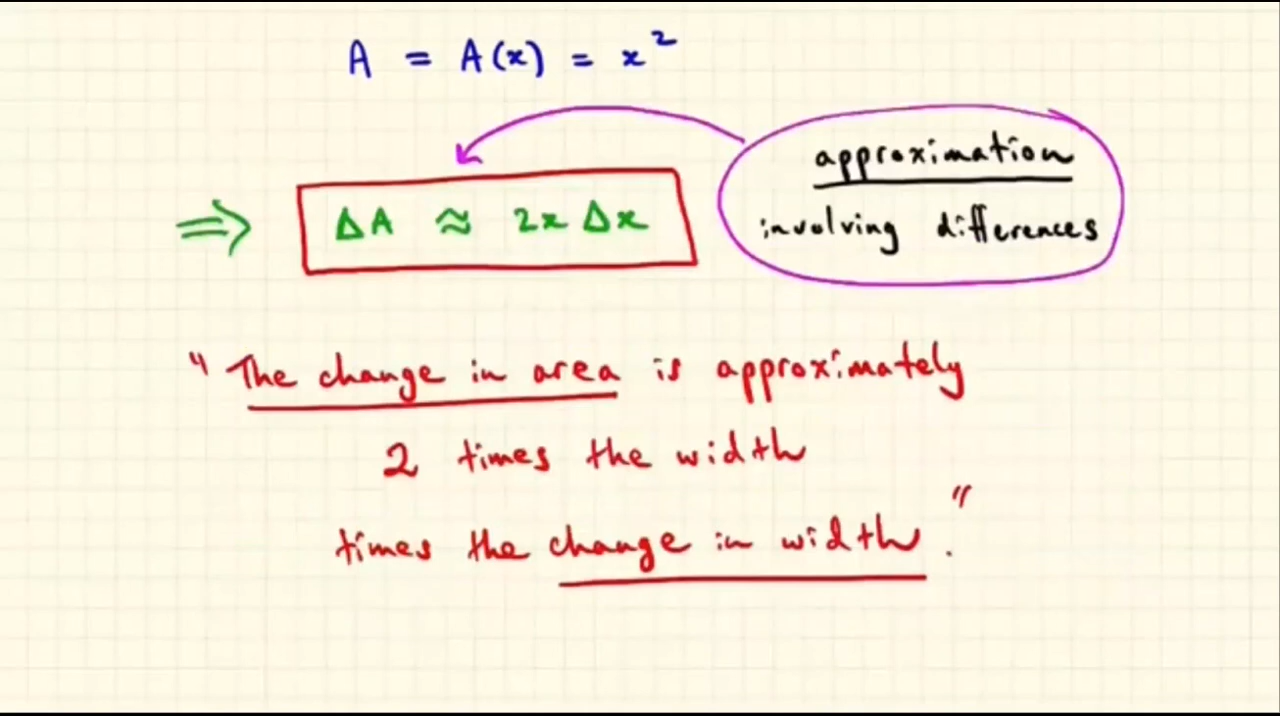 A = A(x) = x²
approximation
involving differences
⇒ ΔA ≈ 2x Δx
"The change in area is approximately
2 times the width
times the change in width."